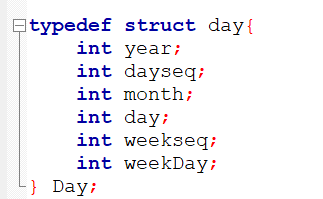 typedef struct day{
    int year;
    int dayseq;
    int month;
    int day;
    int weekseq;
    int weekDay;
} Day;